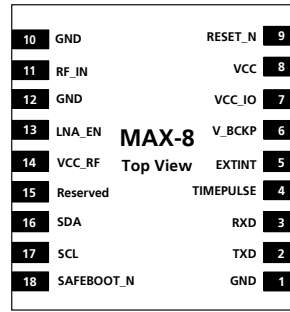 10 GND RESET_N 9
11 RF_IN VCC 8
12 GND VCC_IO 7
13 LNA_EN MAX-8 V_BCKP 6
14 VCC_RF Top View EXTINT 5
15 Reserved TIMEPULSE 4
16 SDA RXD 3
17 SCL TXD 2
18 SAFEBOOT_N GND 1